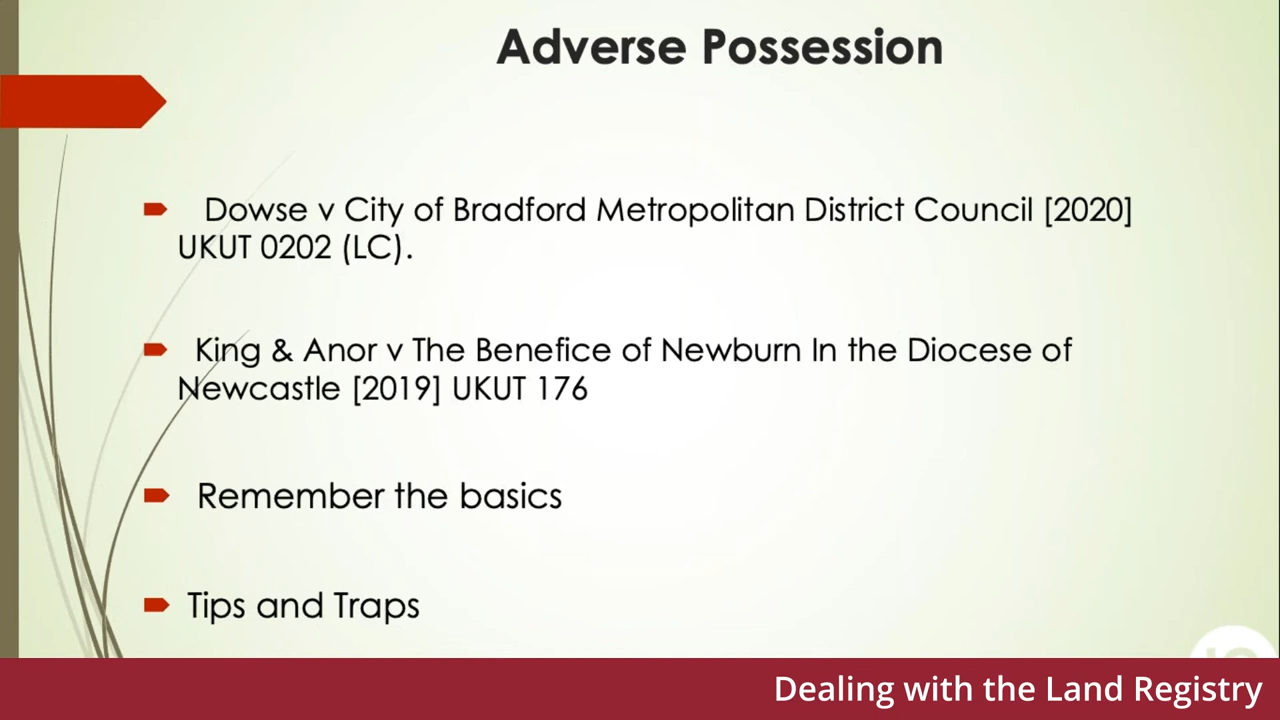 Adverse Possession
Dowse v City of Bradford Metropolitan District Council [2020]
UKUT 0202 (LC).
King & Anor v The Benefice of Newburn In the Diocese of
Newcastle [2019] UKUT 176
Remember the basics
Tips and Traps
Dealing with the Land Registry